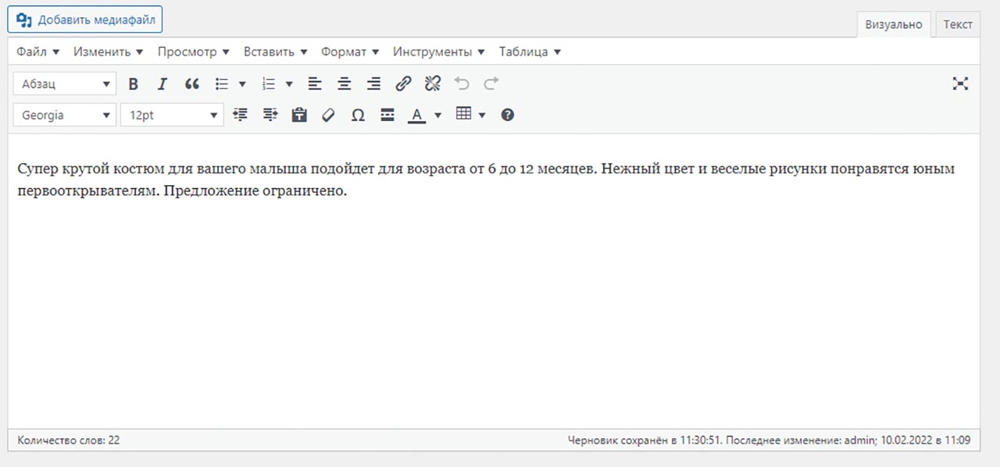 Добавить медиафайл
Визуально Текст
Файл Изменить Просмотр Вставить Формат Инструменты Таблица
Абзац
Georgia 12pt
Супер крутой костюм для вашего малыша подойдет для возраста от 6 до 12 месяцев. Нежный цвет и веселые рисунки понравятся юным
первооткрывателям. Предложение ограничено.
Количество слов: 22 Черновик сохранён в 11:30:51. Последнее изменение: admin; 10.02.2022 в 11:09